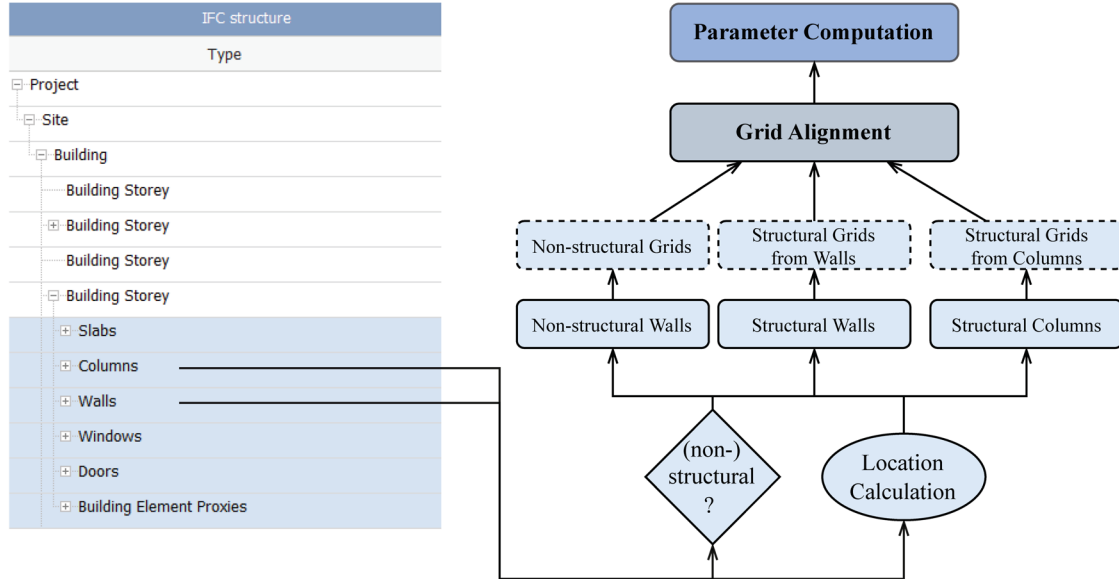 IFC structure
Type
Project
Site
Building
Building Storey
Building Storey
Building Storey
Building Storey
Slabs
Columns
Walls
Windows
Doors
Building Element Proxies
Parameter Computation
Grid Alignment
Non-structural Grids
Structural Grids
from Walls
Structural Grids
from Columns
Non-structural Walls
Structural Walls
Structural Columns
(non-)
structural
?
Location
Calculation